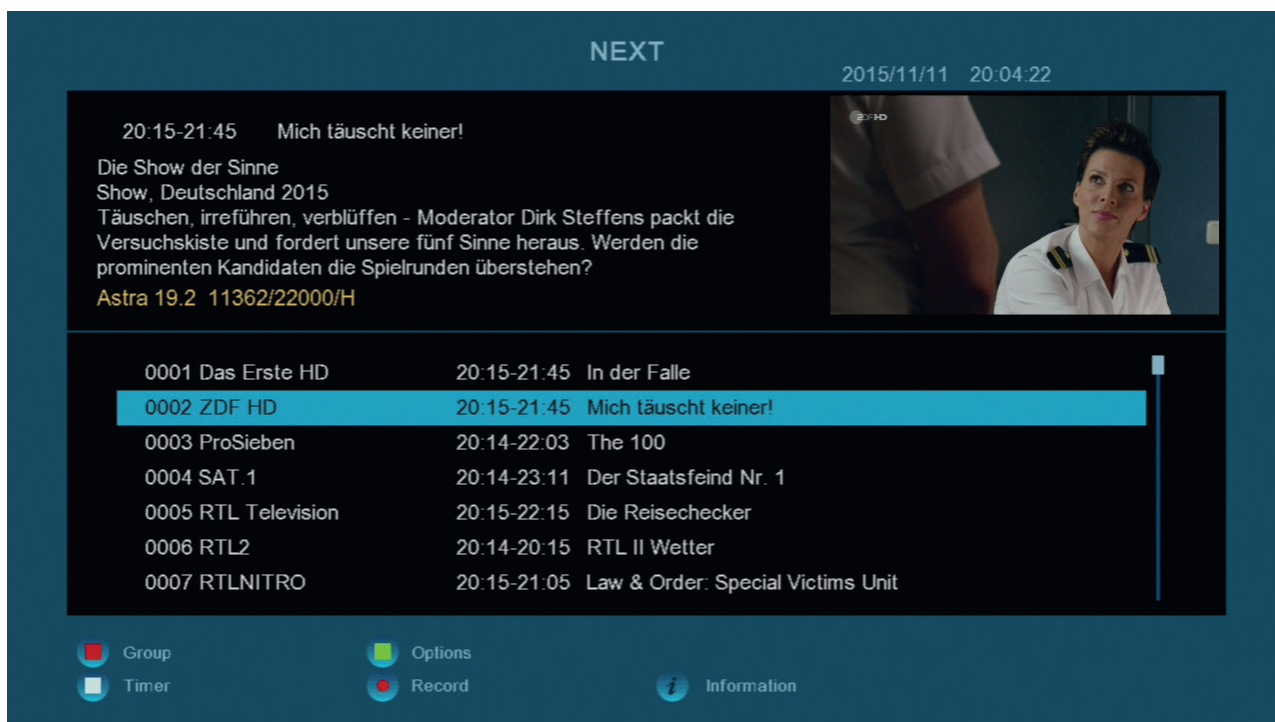 NEXT
2015/11/11 20:04:22
20:15-21:45 Mich täuscht keiner!
Die Show der Sinne
Show, Deutschland 2015
Täuschen, irreführen, verblüffen - Moderator Dirk Steffens packt die
Versuchskiste und fordert unsere fünf Sinne heraus. Werden die
prominenten Kandidaten die Spielrunden überstehen?
Astra 19.2 11362/22000/H
ZDF HD
0001 Das Erste HD 20:15-21:45 In der Falle
0002 ZDF HD 20:15-21:45 Mich täuscht keiner!
0003 ProSieben 20:14-22:03 The 100
0004 SAT.1 20:14-23:11 Der Staatsfeind Nr. 1
0005 RTL Television 20:15-22:15 Die Reisechecker
0006 RTL2 20:14-20:15 RTL II Wetter
0007 RTLNITRO 20:15-21:05 Law & Order: Special Victims Unit
Group Options
Timer Record i Information